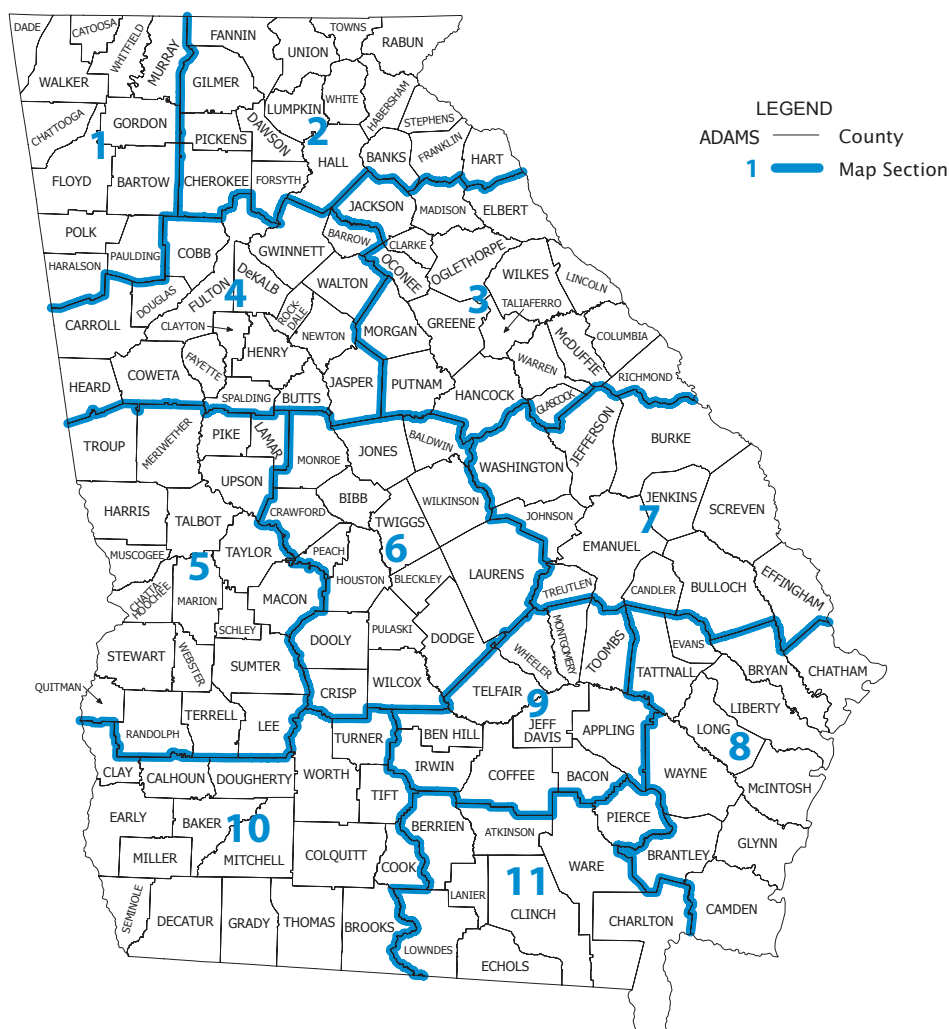 DADE
CATOOSA
WHITFIELD
MURRAY
FANNIN
TOWNS
UNION
RABUN
WALKER
GILMER
LUMPKIN
WHITE
HABERSHAM
STEPHENS
CHATTOOGA
GORDON
PICKENS
DAWSON
2
1
HALL
BANKS
FRANKLIN
HART
FLOYD
BARTOW
CHEROKEE
FORSYTH
JACKSON
MADISON
ELBERT
LEGEND
ADAMS County
1 Map Section
POLK
PAULDING
HARALSON
COBB
GWINNETT
BARROW
CLARKE
OCONEE
OGLETHORPE
WILKES
LINCOLN
DOUGLAS
FULTON
4
DeKALB
WALTON
3
TALIAFERRO
CARROLL
CLAYTON
ROCK-
DALE
NEWTON
MORGAN
GREENE
McDUFFIE
COLUMBIA
WARREN
HENRY
FAYETTE
COWETA
HEARD
SPALDING
BUTTS
JASPER
PUTNAM
HANCOCK
GLASCOCK
RICHMOND
TROUP
MERIWETHER
PIKE
LAMAR
MONROE
JONES
BALDWIN
WASHINGTON
JEFFERSON
BURKE
UPSON
BIBB
WILKINSON
JENKINS
SCREVEN
HARRIS
TALBOT
CRAWFORD
TWIGGS
JOHNSON
7
MUSCOGEE
TAYLOR
PEACH
6
EMANUEL
5
CHATTA-
HOOCHEE
MARION
MACON
HOUSTON
BLECKLEY
LAURENS
TREUTLEN
CANDLER
BULLOCH
EFFINGHAM
SCHLEY
DOOLY
PULASKI
DODGE
MONTGOMERY
TOOMBS
EVANS
STEWART
WEBSTER
SUMTER
WILCOX
WHEELER
TATTNALL
BRYAN
CHATHAM
QUITMAN
CRISP
TELFAIR
9
LIBERTY
RANDOLPH
TERRELL
LEE
TURNER
BEN HILL
JEFF
DAVIS
APPLING
LONG
8
CLAY
CALHOUN
DOUGHERTY
WORTH
IRWIN
COFFEE
BACON
WAYNE
McINTOSH
TIFT
EARLY
BAKER
10
BERRIEN
ATKINSON
PIERCE
MILLER
MITCHELL
COLQUITT
COOK
WARE
BRANTLEY
GLYNN
11
LANIER
CLINCH
SEMINOLE
DECATUR
GRADY
THOMAS
BROOKS
LOWNDES
ECHOLS
CHARLTON
CAMDEN